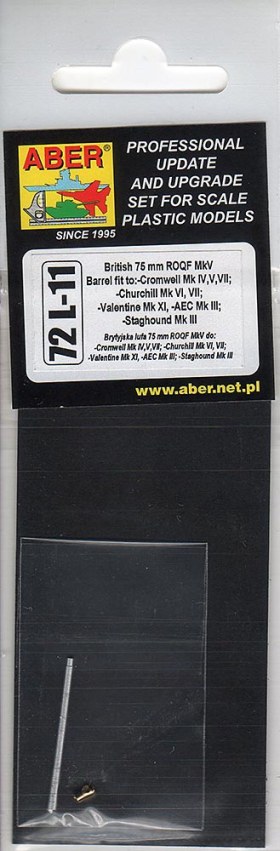 ABER®
SINCE 1995
PROFESSIONAL
UPDATE
AND UPGRADE
SET FOR SCALE
PLASTIC MODELS
72 L-11
British 75 mm ROQF MkV
Barrel fit to:-Cromwell Mk IV,V,VII;
-Churchill Mk VI, VII;
-Valentine Mk XI, -AEC Mk III;
-Staghound Mk III
Brytyjska lufa 75 mm ROQF MkV do:
-Cromwell Mk IV,V,VII; -Churchill Mk VI, VII;
-Valentine Mk XI, -AEC Mk III; -Staghound Mk III
www.aber.net.pl